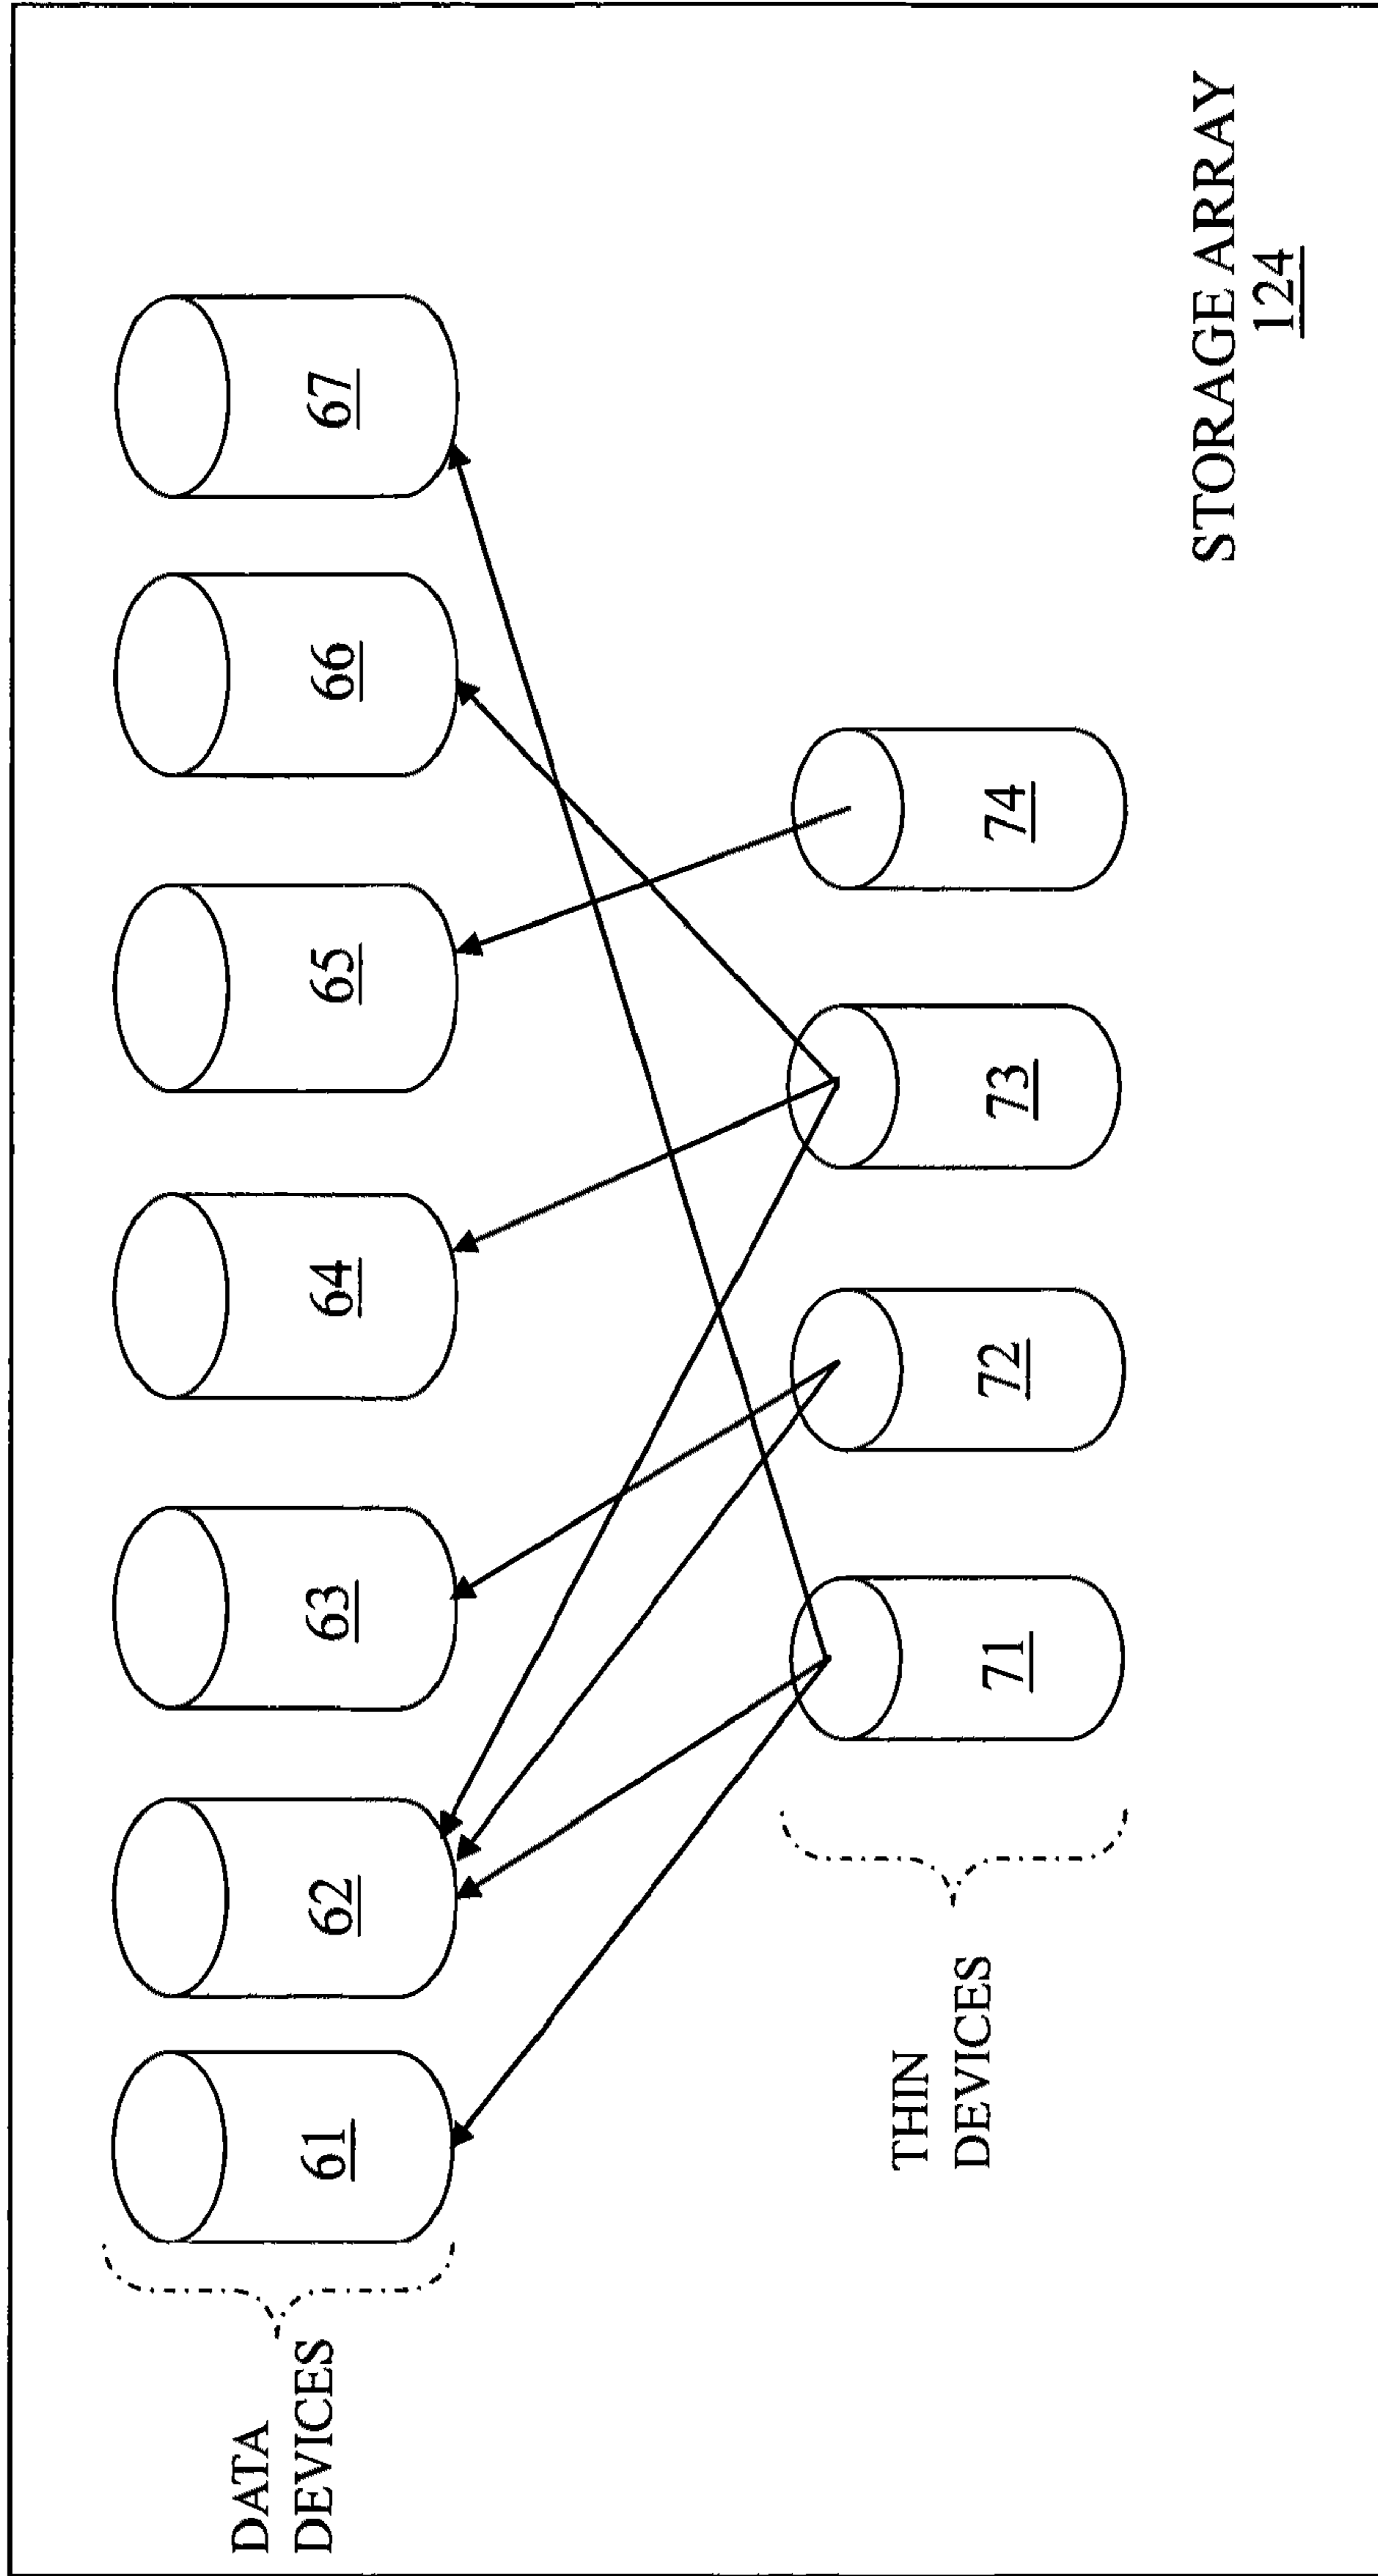 DATA
DEVICES
61
62
63
64
65
66
67
THIN
DEVICES
71
72
73
74
STORAGE ARRAY
124